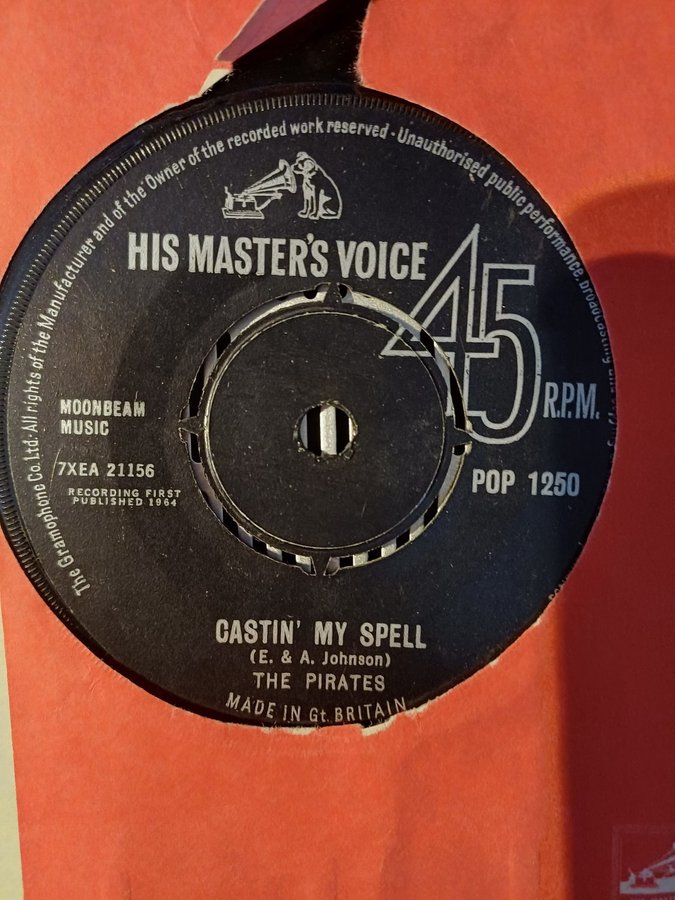 The Gramophone Co. Ltd. All rights of the Manufacturer and of the Owner of the recorded work reserved · Unauthorised public performance, broadcasting
HIS MASTER'S VOICE
45
R.P.M.
MOONBEAM
MUSIC
7XEA 21156
POP 1250
RECORDING FIRST
PUBLISHED 1964
CASTIN' MY SPELL
(E. & A. Johnson)
THE PIRATES
MADE IN Gt. BRITAIN